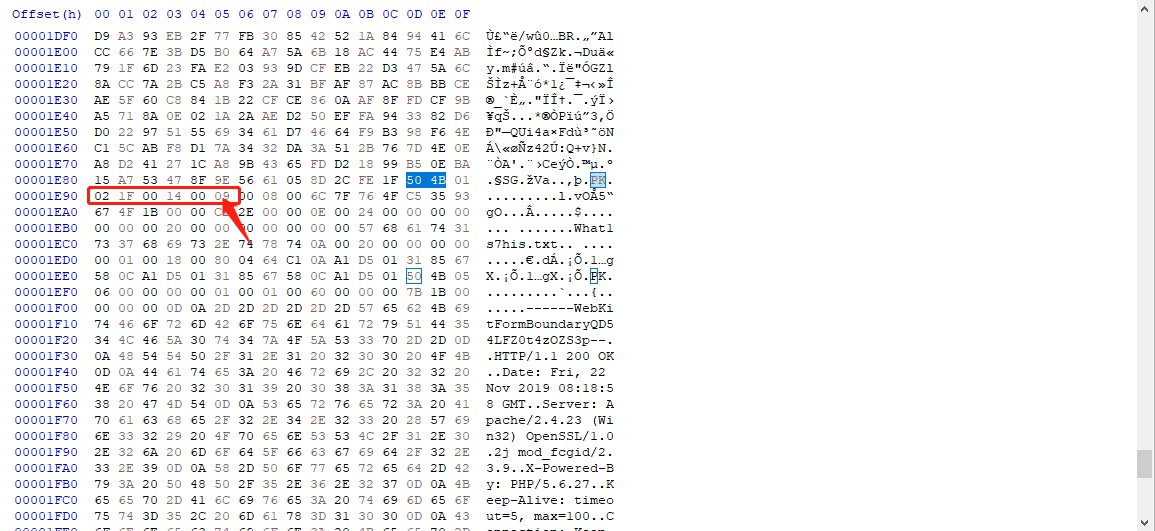 Offset(h) 00 01 02 03 04 05 06 07 08 09 0A 0B 0C 0D 0E 0F
00001DF0 D9 A3 93 EB 2F 77 FB 30 85 42 52 1A 84 94 41 6C Ù£“ë/wû0…BR.„”Al
00001E00 CC 66 7E 3B D5 B0 64 A7 5A 6B 18 AC 44 75 E4 AB Ìf~;Õ°d§Zk.¬Duä«
00001E10 79 1F 6D 23 FA E2 03 93 9D CF EB 22 D3 47 5A 6C y.m#úâ.“.Ïë"ÓGZl
00001E20 8A CC 7A 2B C5 A8 F3 2A 31 BF AF 87 AC 8B BB CE ŠÌz+Å¨ó*1¿¯‡¬‹»Î
00001E30 AE 5F 60 C8 84 1B 22 CF CE 86 0A AF 8F FD CF 9B ®_`È„."ÏÎ†.¯.ýÏ›
00001E40 A5 71 8A 0E 02 1A 2A AE D2 50 EF FA 94 33 82 D6 ¥qŠ...*®ÒPïú”3‚Ö
00001E50 D0 22 97 51 55 69 34 61 D7 46 64 F9 B3 98 F6 4E Ð"—QUi4a×Fdù³˜öN
00001E60 C1 5C AB F8 D1 7A 34 32 DA 3A 51 2B 76 7D 4E 0E Á\«øÑz42Ú:Q+v}N.
00001E70 A8 D2 41 27 1C A8 9B 43 65 FD D2 18 99 B5 0E BA ¨ÒA'.¨›CeýÒ.™µ.º
00001E80 15 A7 53 47 8F 9E 56 61 05 8D 2C FE 1F 50 4B 01 .§SG.žVa..,þ.PK.
00001E90 02 1F 00 14 00 09 00 08 00 6C 7F 76 4F C5 35 93 .........l.vOÅ5“
00001EA0 67 4F 1B 00 00 2E 00 00 00 0E 00 24 00 00 00 gO...Â.....$....
00001EB0 00 00 00 20 00 00 00 00 00 00 00 57 68 61 74 31 ... .......What1
00001EC0 73 37 68 69 73 2E 74 78 74 0A 00 20 00 00 00 00 s7his.txt.. ....
00001ED0 00 01 00 18 00 80 04 64 C1 0A A1 D5 01 31 85 67 .....€.dÁ.¡Õ.1…g
00001EE0 58 0C A1 D5 01 31 85 67 58 0C A1 D5 01 50 4B 05 X.¡Õ.1…gX.¡Õ.PK.
00001EF0 06 00 00 00 00 01 00 01 00 60 00 00 00 7B 1B 00 .........`...{..
00001F00 00 00 00 0D 0A 2D 2D 2D 2D 2D 2D 57 65 62 4B 69 .....------WebKi
00001F10 74 46 6F 72 6D 42 6F 75 6E 64 61 72 79 51 44 35 tFormBoundaryQD5
00001F20 34 4C 46 5A 30 74 34 7A 4F 5A 53 33 70 2D 2D 0D 4LFZ0t4zOZS3p--.
00001F30 0A 48 54 54 50 2F 31 2E 31 20 32 30 30 20 4F 4B .HTTP/1.1 200 OK
00001F40 0D 0A 44 61 74 65 3A 20 46 72 69 2C 20 32 32 20 ..Date: Fri, 22
00001F50 4E 6F 76 20 32 30 31 39 20 30 38 3A 31 38 3A 35 Nov 2019 08:18:5
00001F60 38 20 47 4D 54 0D 0A 53 65 72 76 65 72 3A 20 41 8 GMT..Server: A
00001F70 70 61 63 68 65 2F 32 2E 34 2E 32 33 20 28 57 69 pache/2.4.23 (Wi
00001F80 6E 33 32 29 20 4F 70 65 6E 53 53 4C 2F 31 2E 30 n32) OpenSSL/1.0
00001F90 2E 32 6A 20 6D 6F 64 5F 66 63 67 69 64 2F 32 2E .2j mod_fcgid/2.
00001FA0 33 2E 39 0D 0A 58 2D 50 6F 77 65 72 65 64 2D 42 3.9..X-Powered-B
00001FB0 79 3A 20 50 48 50 2F 35 2E 36 2E 32 37 0D 0A 4B y: PHP/5.6.27..K
00001FC0 65 65 70 2D 41 6C 69 76 65 3A 20 74 69 6D 65 6F eep-Alive: timeo
00001FD0 75 74 3D 35 2C 20 6D 61 78 3D 31 30 30 0D 0A 43 ut=5, max=100..C